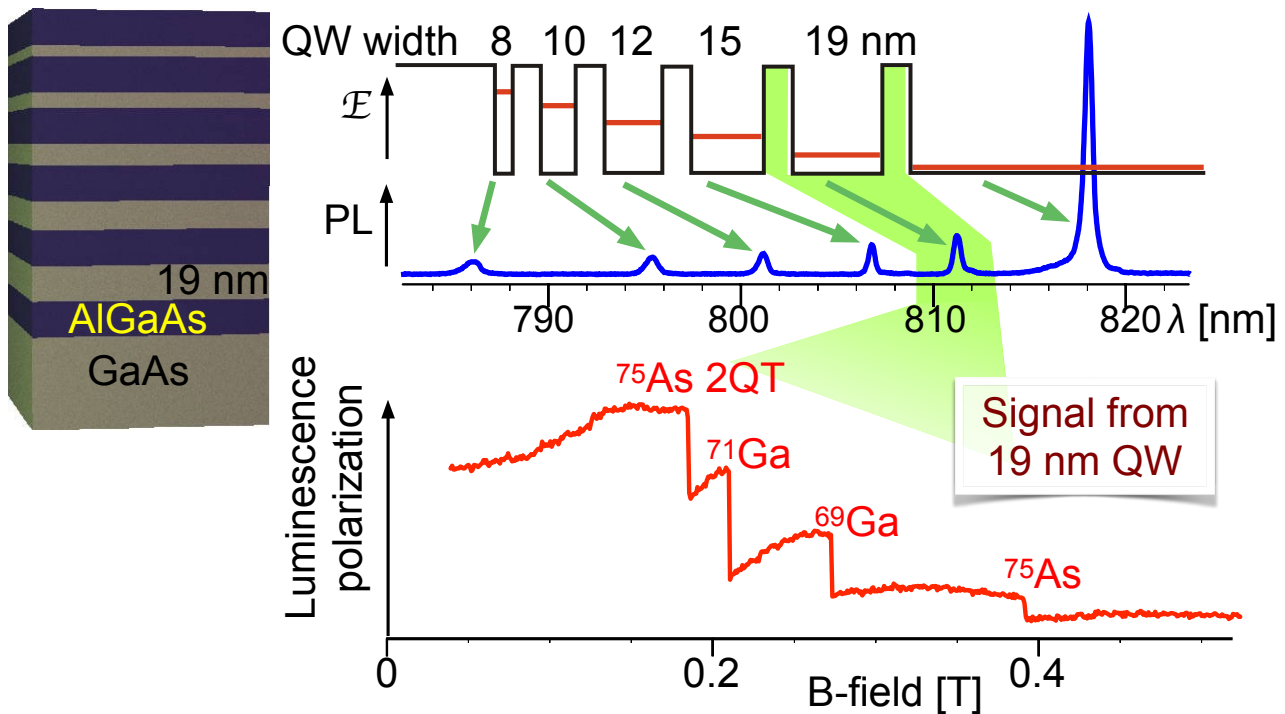 QW width 8 10 12 15 19 nm
ℰ
PL
790 800 810 820 λ [nm]
19 nm
AlGaAs
GaAs
Signal from
19 nm QW
Luminescence
polarization
⁷⁵As 2QT
⁷¹Ga
⁶⁹Ga
⁷⁵As
0 0.2 0.4
B-field [T]